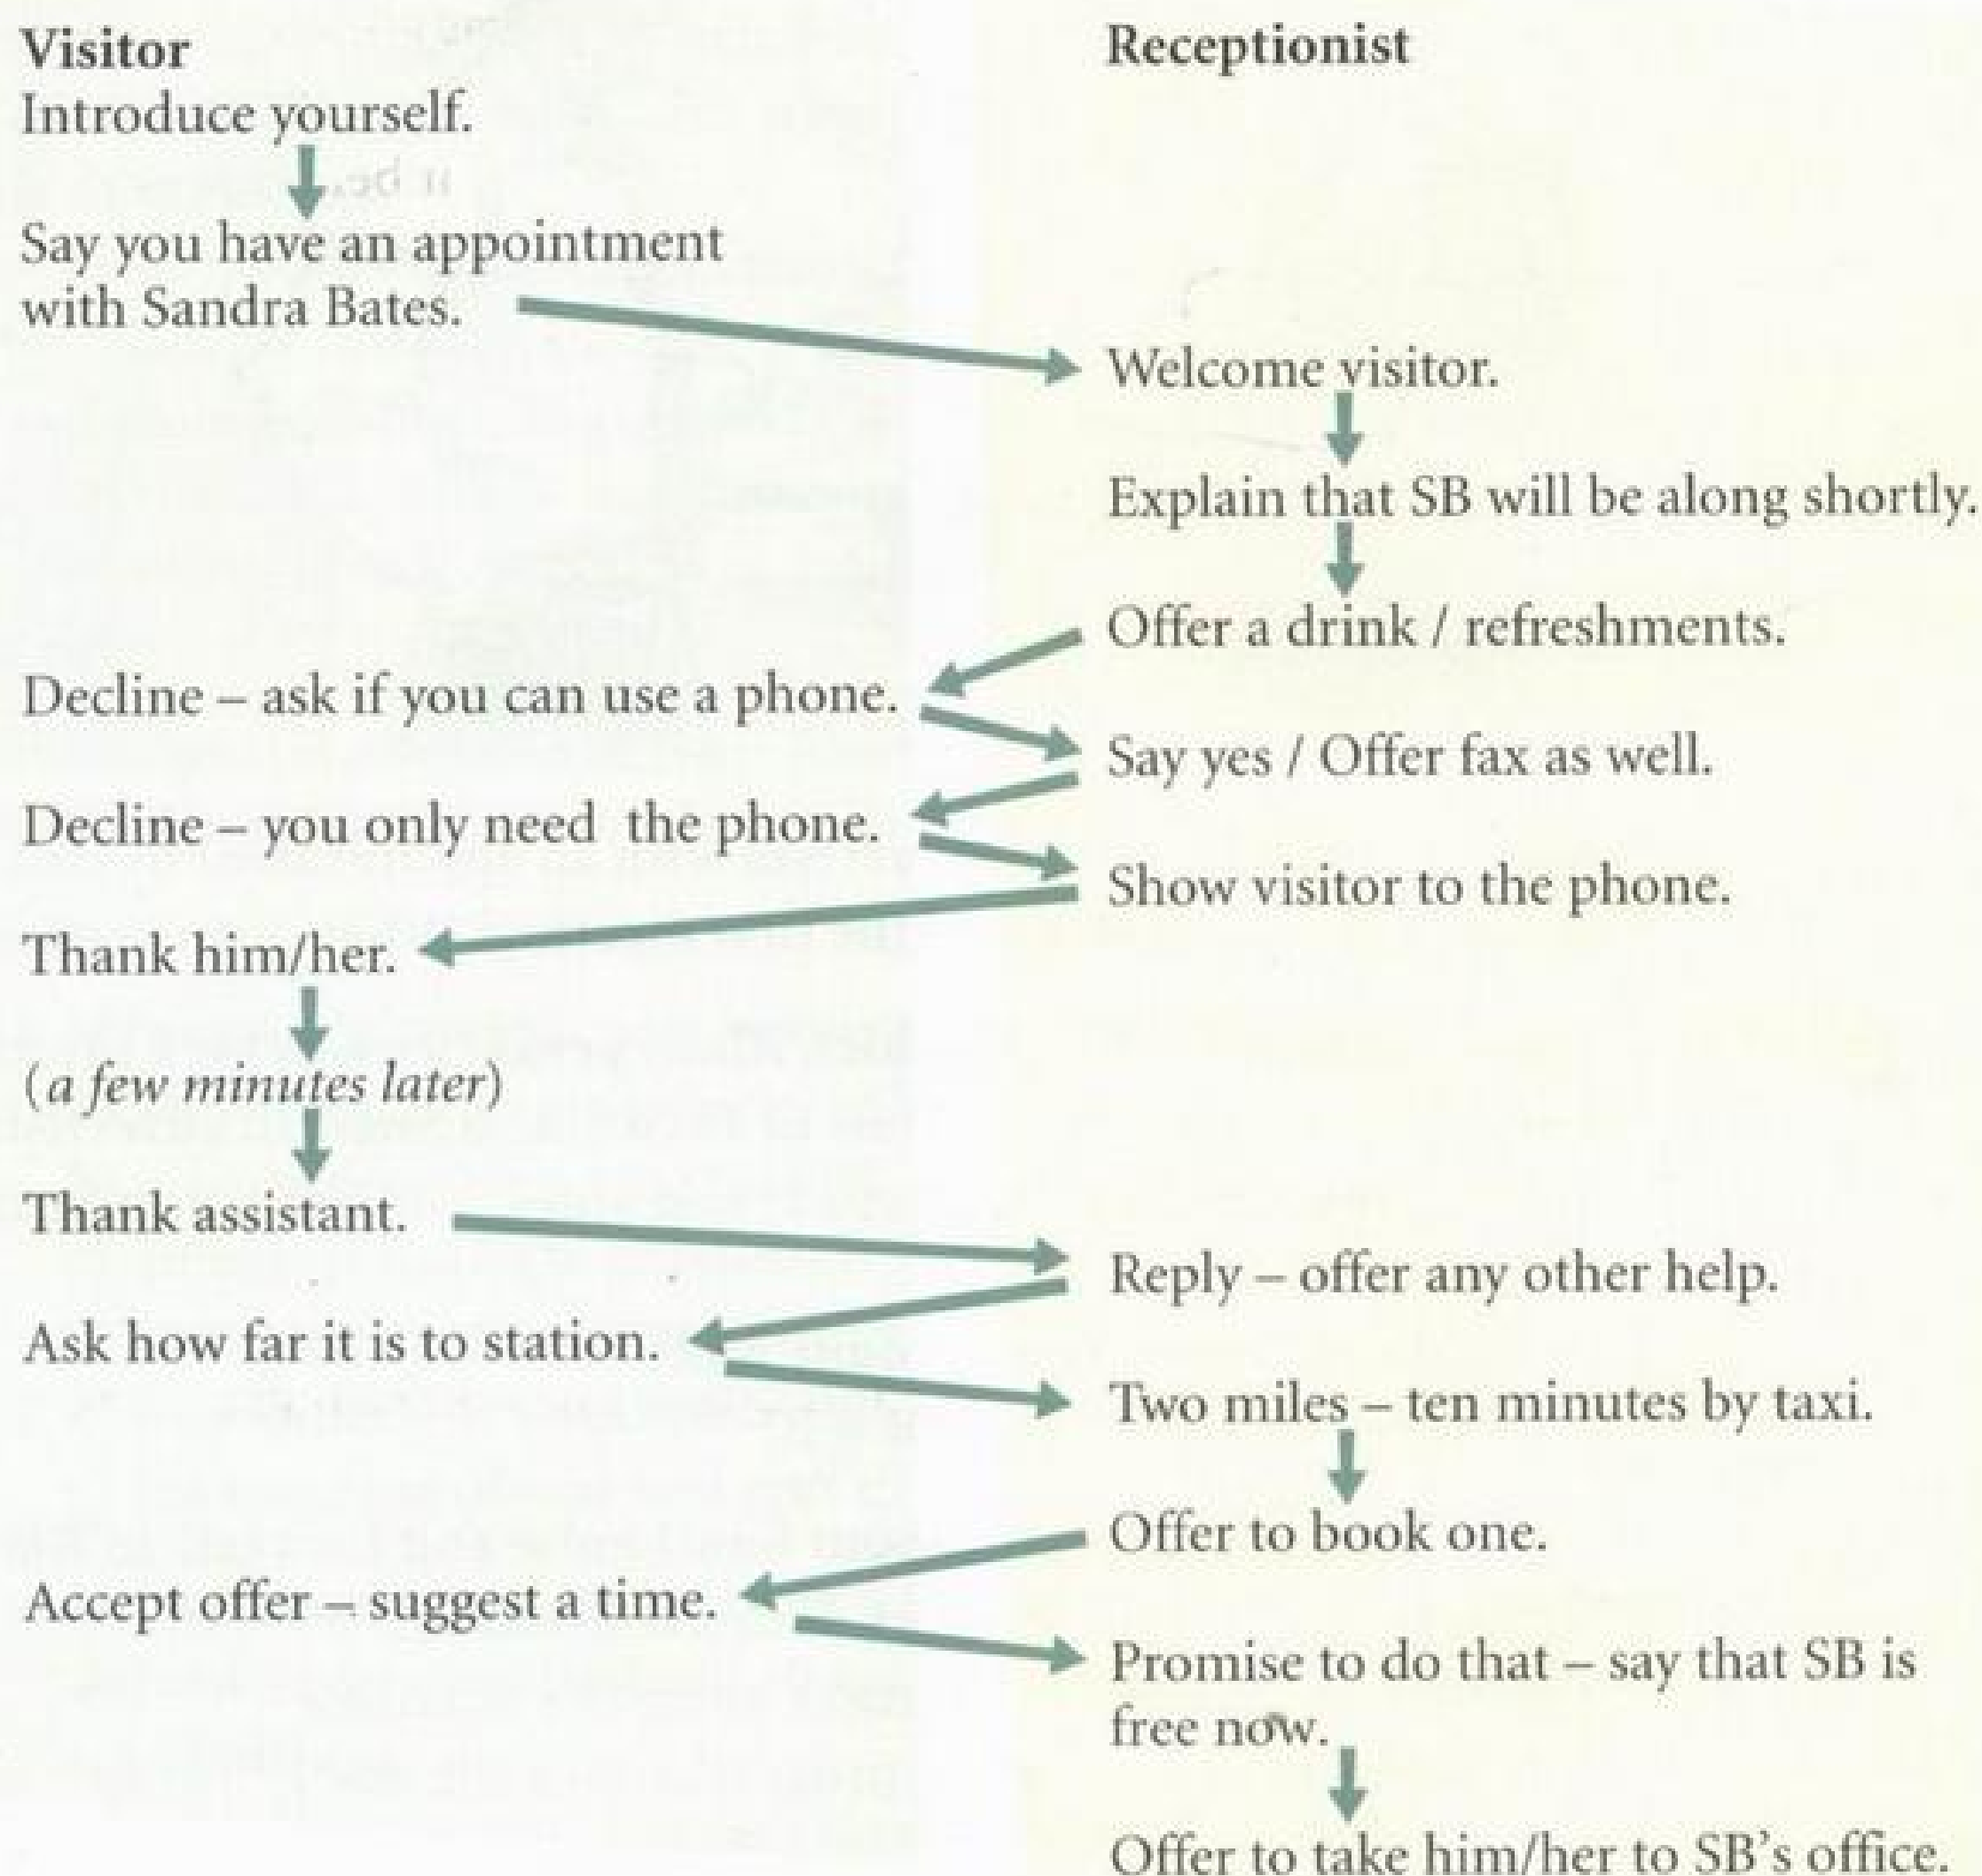 Visitor
Receptionist
Introduce yourself.
Say you have an appointment
with Sandra Bates.
Welcome visitor.
Explain that SB will be along shortly.
Offer a drink / refreshments.
Decline – ask if you can use a phone.
Say yes / Offer fax as well.
Decline – you only need the phone.
Show visitor to the phone.
Thank him/her.
(a few minutes later)
Thank assistant.
Reply – offer any other help.
Ask how far it is to station.
Two miles – ten minutes by taxi.
Offer to book one.
Accept offer – suggest a time.
Promise to do that – say that SB is
free now.
Offer to take him/her to SB's office.